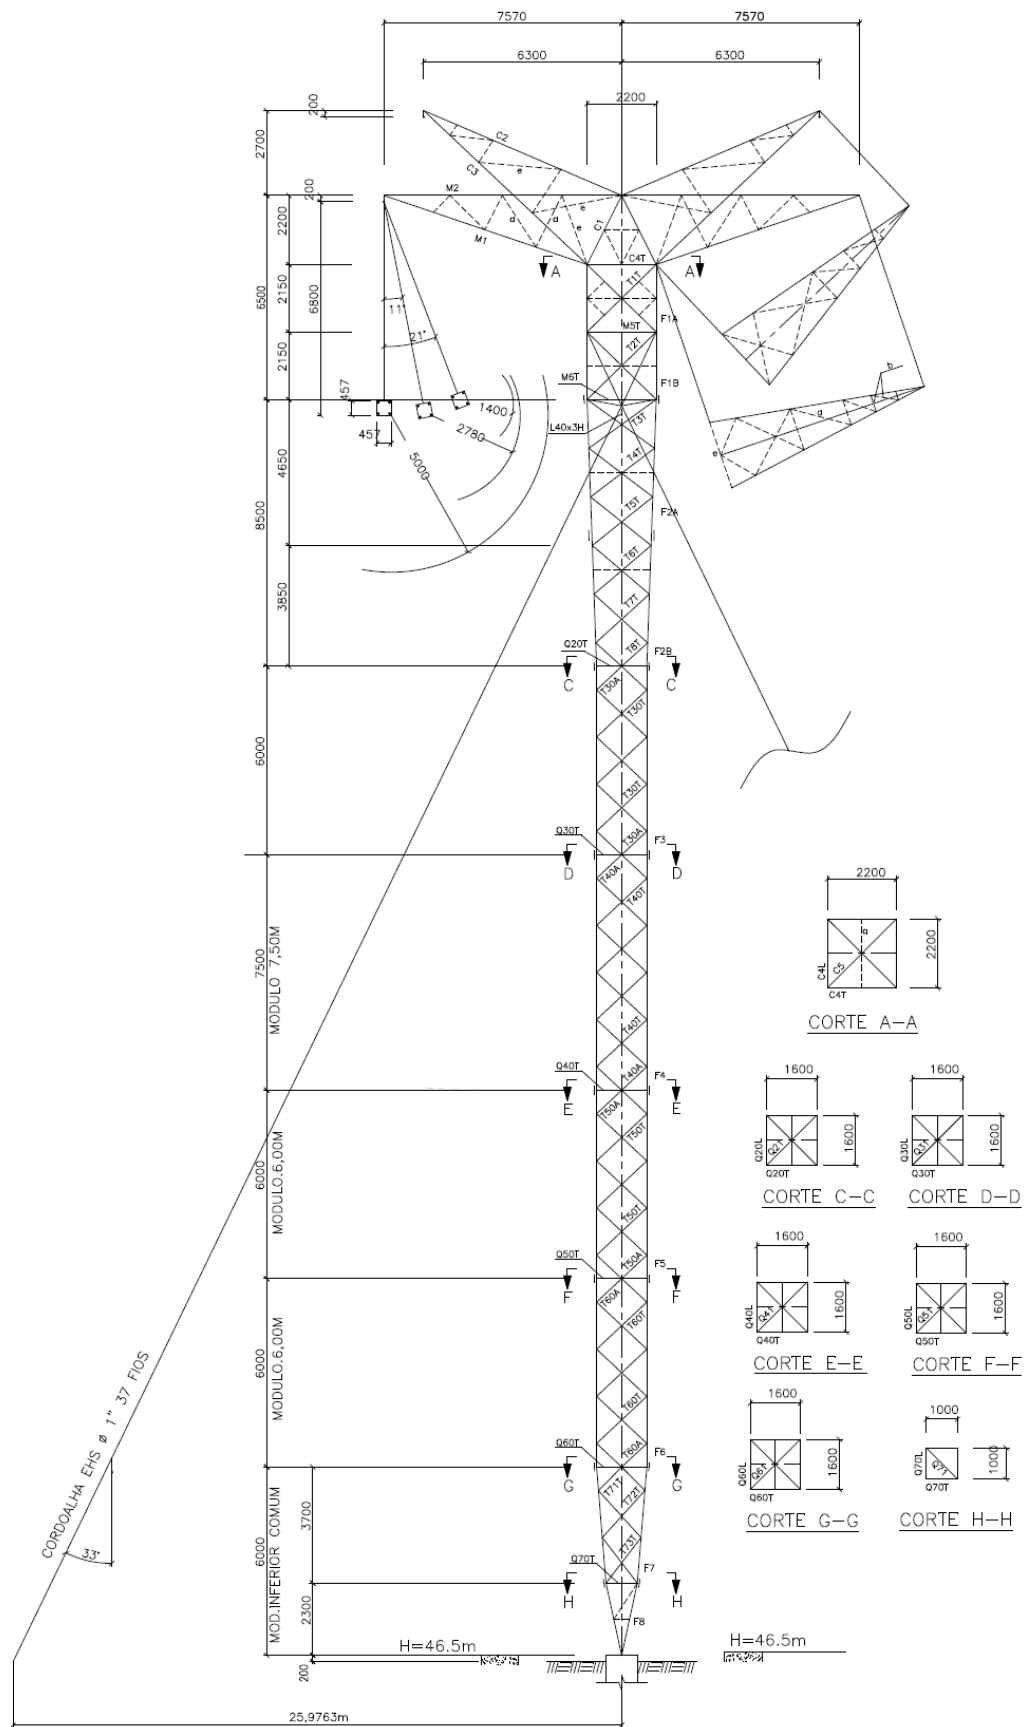 7570
7570
6300
6300
2200
200
2700
200
2200
6500
2150
2150
6800
C2
C3
e
M2
M1
d
d
e
e
C1
C4T
A
A
T1T
F1A
M5T
T2T
M6T
F1B
L40x3H
T3T
11°
21°
457
457
1400
2780
5000
b
d
e
4650
8500
3850
T4T
T5T
F2A
T6T
T7T
T8T
Q20T
F2B
C
C
T30A
T30T
6000
T30T
Q30T
T30A
F3
D
D
T40A
T40T
7500
MODULO 7,50M
T40T
Q40T
T40A
F4
E
E
T50A
T50T
6000
MODULO.6,00M
T50T
Q50T
T50A
F5
F
F
T60A
T60T
6000
MODULO.6,00M
T60T
Q60T
T60A
F6
G
G
T71T
T72T
T73T
Q70T
F7
H
H
F8
6000
MOD.INFERIOR COMUM
3700
2300
200
CORDOALHA EHS ø 1" 37 FIOS
33°
H=46.5m
H=46.5m
25,9763m
2200
2200
C4L
C5
a
C4T
CORTE A-A
1600
1600
Q20L
Q21
Q20T
CORTE C-C
1600
1600
Q30L
Q31
Q30T
CORTE D-D
1600
1600
Q40L
Q41
Q40T
CORTE E-E
1600
1600
Q50L
Q51
Q50T
CORTE F-F
1600
1600
Q60L
Q61
Q60T
CORTE G-G
1000
1000
Q70L
Q71
Q70T
CORTE H-H